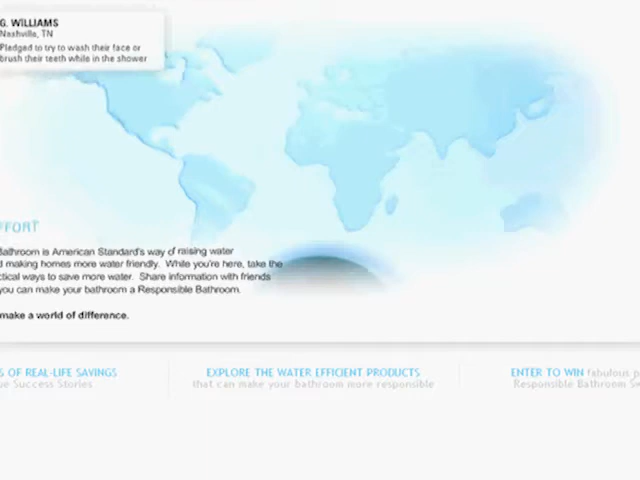 G. WILLIAMS
Nashville, TN
Pledged to try to wash their face or
brush their teeth while in the shower
FFORT
Bathroom is American Standard's way of raising water
d making homes more water friendly. While you're here, take the
ctical ways to save more water. Share information with friends
you can make your bathroom a Responsible Bathroom.
make a world of difference.
S OF REAL-LIFE SAVINGS
ue Success Stories
EXPLORE THE WATER EFFICIENT PRODUCTS
that can make your bathroom more responsible
ENTER TO WIN fabulous p
Responsible Bathroom Sw